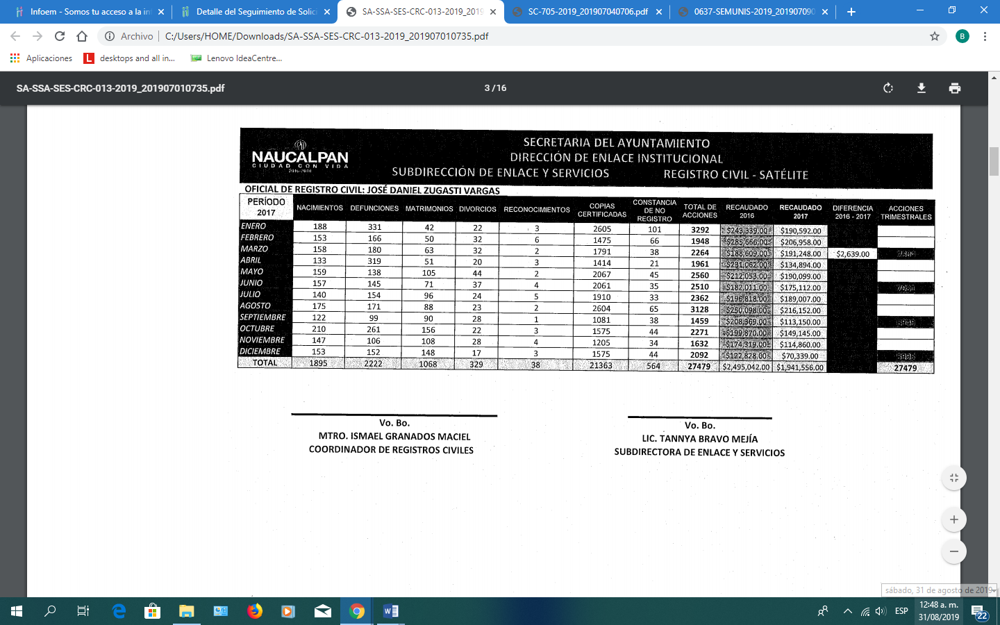 Infoem - Somos tu acceso a la in
Detalle del Seguimiento de Solic
SA-SSA-SES-CRC-013-2019_2019
SC-705-2019_201907040706.pdf
0637-SEMUNIS-2019_201907090
Archivo C:/Users/HOME/Downloads/SA-SSA-SES-CRC-013-2019_201907010735.pdf
B
Aplicaciones
desktops and all in...
Lenovo IdeaCentre...
SA-SSA-SES-CRC-013-2019_201907010735.pdf
3 / 16
NAUCALPAN
CIUDAD CON VIDA
2016-2018
SECRETARIA DEL AYUNTAMIENTO
DIRECCIÓN DE ENLACE INSTITUCIONAL
SUBDIRECCIÓN DE ENLACE Y SERVICIOS REGISTRO CIVIL - SATÉLITE
OFICIAL DE REGISTRO CIVIL: JOSÉ DANIEL ZUGASTI VARGAS
PERÍODO 2017 NACIMIENTOS DEFUNCIONES MATRIMONIOS DIVORCIOS RECONOCIMIENTOS COPIAS CERTIFICADAS CONSTANCIA DE NO REGISTRO TOTAL DE ACCIONES RECAUDADO 2016 RECAUDADO 2017 DIFERENCIA 2016 - 2017 ACCIONES TRIMESTRALES
ENERO 188 331 42 22 3 2605 101 3292 $243,339.00 $190,592.00
FEBRERO 153 166 50 32 6 1475 66 1948 $285,666.00 $206,958.00
MARZO 158 180 63 32 2 1791 38 2264 $188,609.00 $191,248.00 $2,639.00 7504
ABRIL 133 319 51 20 3 1414 21 1961 $231,062.00 $134,894.00
MAYO 159 138 105 44 2 2067 45 2560 $212,053.00 $190,099.00
JUNIO 157 145 71 37 4 2061 35 2510 $182,011.00 $175,112.00 7031
JULIO 140 154 96 24 5 1910 33 2362 $196,818.00 $189,007.00
AGOSTO 175 171 88 23 2 2604 65 3128 $250,098.00 $216,152.00
SEPTIEMBRE 122 99 90 28 1 1081 38 1459 $208,369.00 $113,150.00 6949
OCTUBRE 210 261 156 22 3 1575 44 2271 $199,870.00 $149,145.00
NOVIEMBRE 147 106 108 28 4 1205 34 1632 $174,319.00 $114,860.00
DICIEMBRE 153 152 148 17 3 1575 44 2092 $122,828.00 $70,339.00 5995
TOTAL 1895 2222 1068 329 38 21363 564 27479 $2,495,042.00 $1,941,556.00 27479
Vo. Bo.
MTRO. ISMAEL GRANADOS MACIEL
COORDINADOR DE REGISTROS CIVILES
Vo. Bo.
LIC. TANNYA BRAVO MEJÍA
SUBDIRECTORA DE ENLACE Y SERVICIOS
sábado, 31 de agosto de 2019
ESP
12:48 a. m.
31/08/2019
22